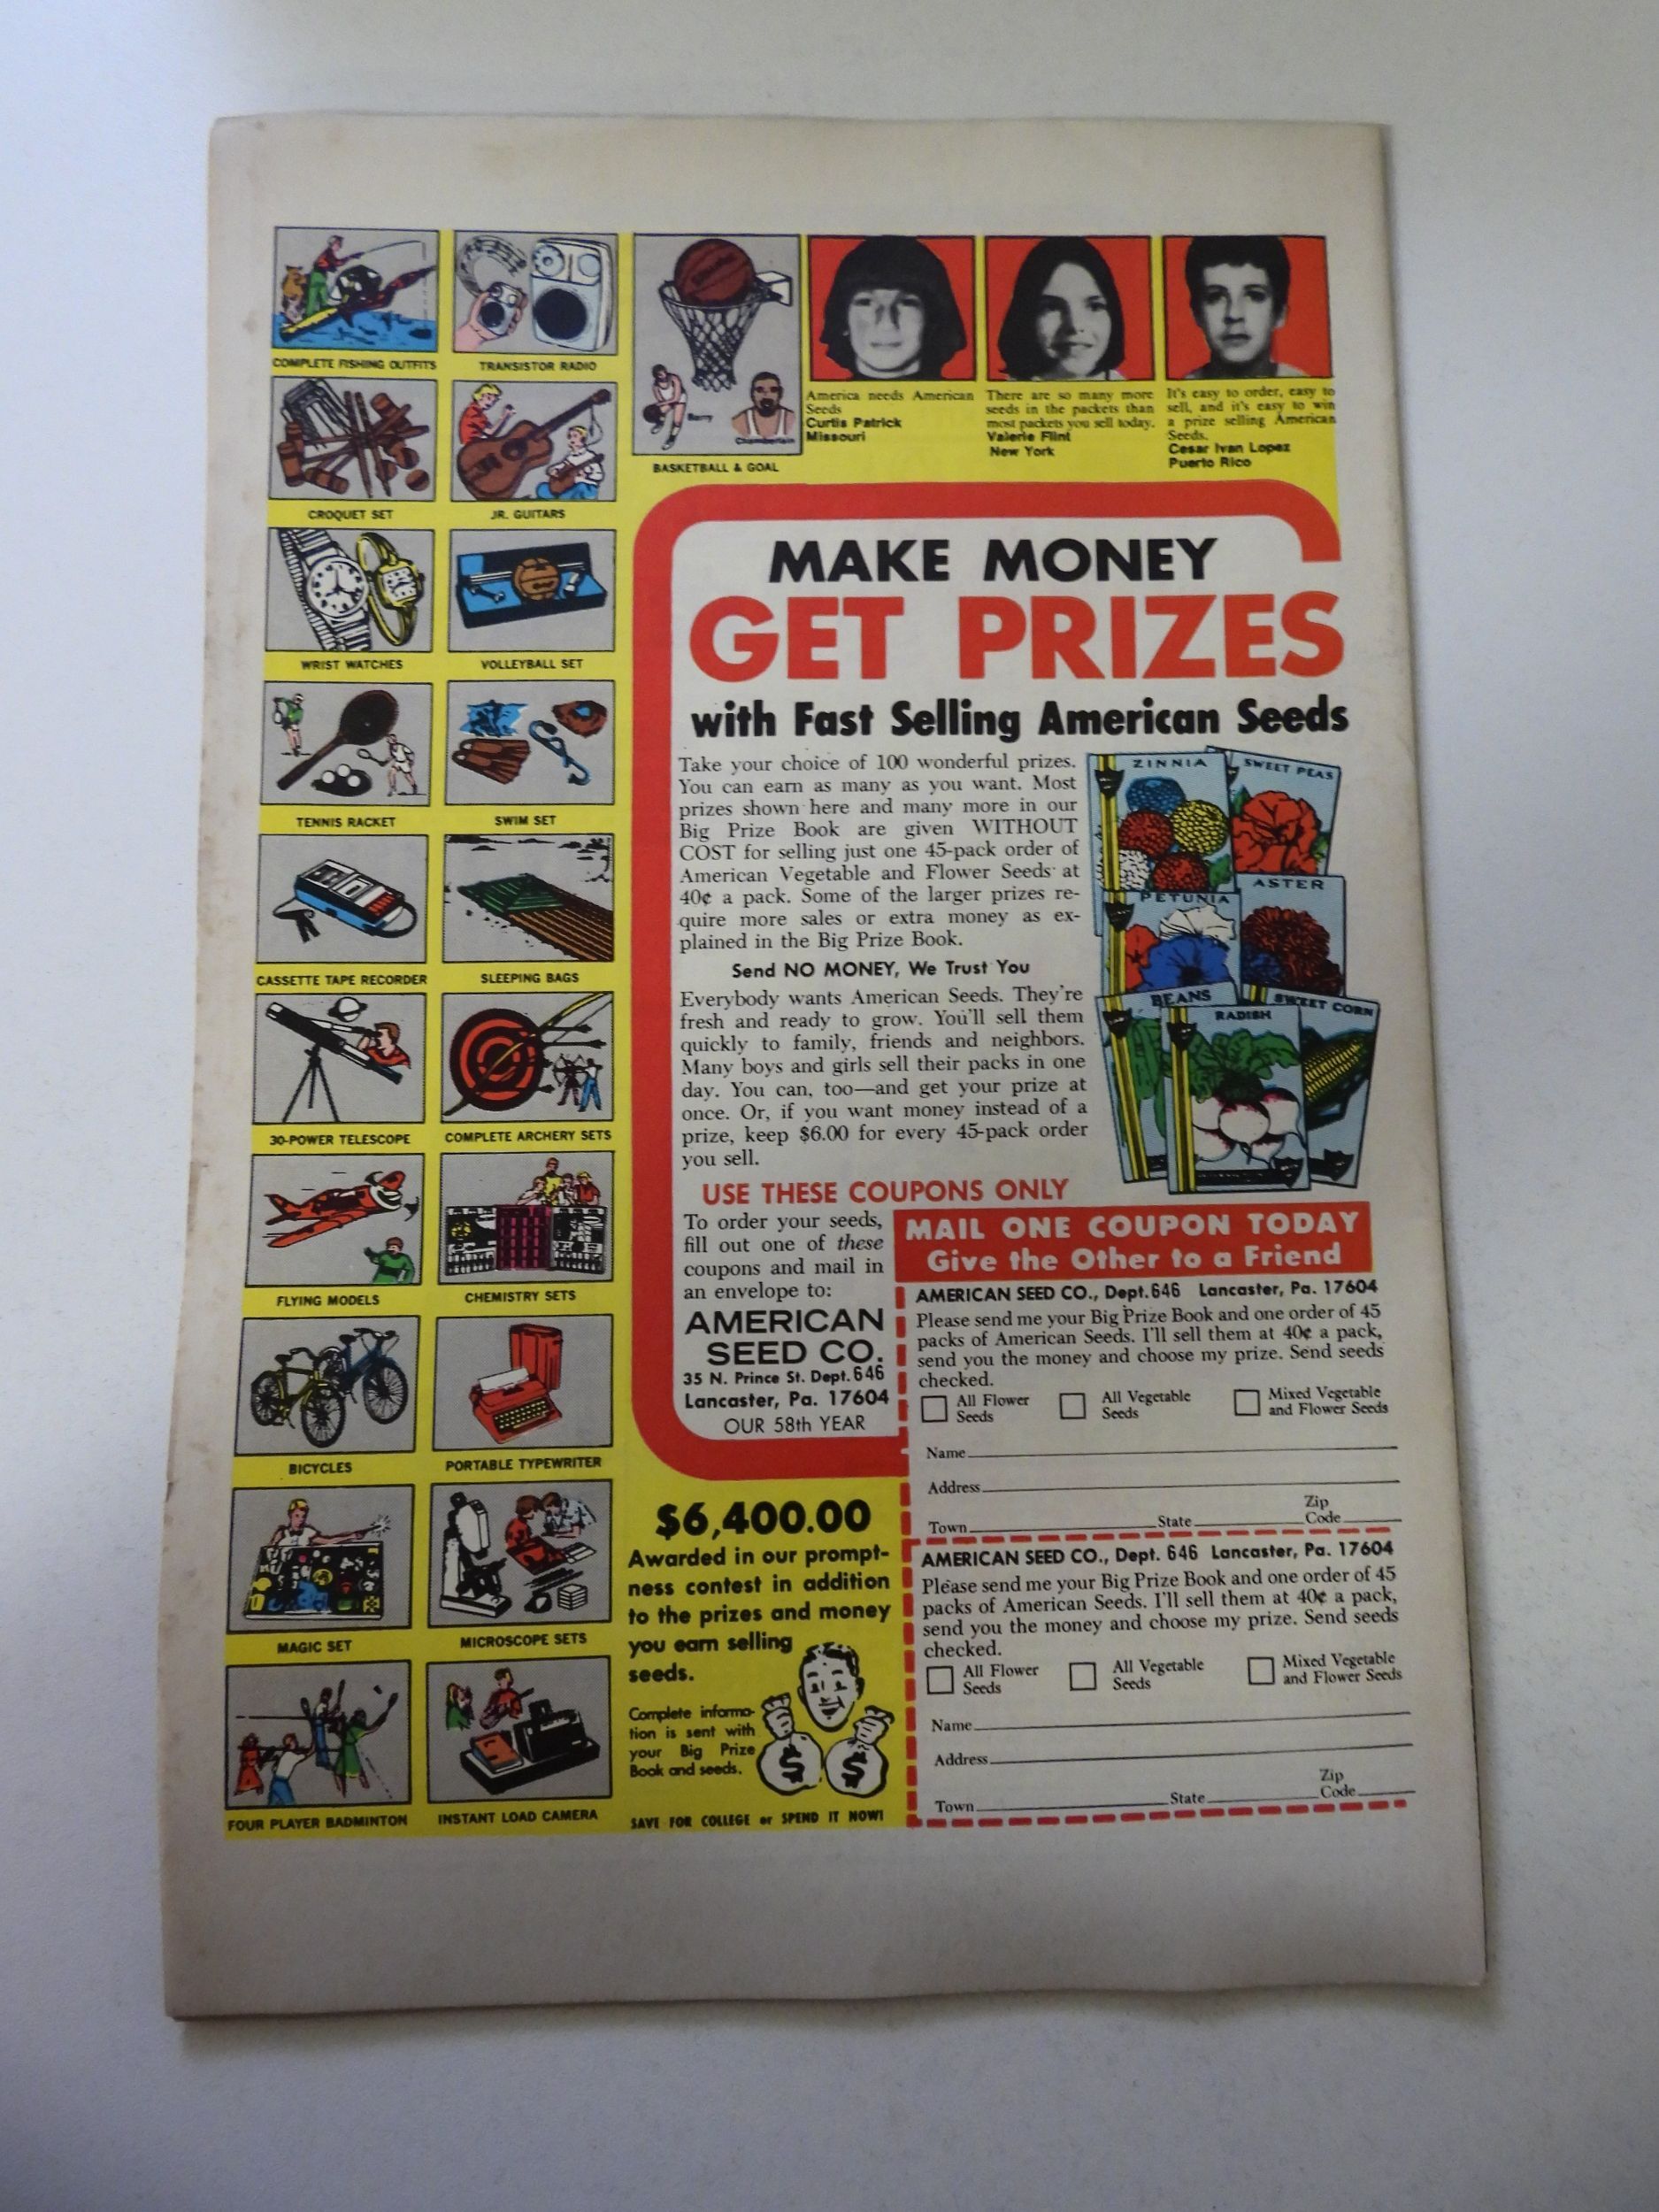 COMPLETE FISHING OUTFITS
TRANSISTOR RADIO
CROQUET SET
JR. GUITARS
WRIST WATCHES
VOLLEYBALL SET
TENNIS RACKET
SWIM SET
CASSETTE TAPE RECORDER
SLEEPING BAGS
30-POWER TELESCOPE
COMPLETE ARCHERY SETS
FLYING MODELS
CHEMISTRY SETS
BICYCLES
PORTABLE TYPEWRITER
MAGIC SET
MICROSCOPE SETS
FOUR PLAYER BADMINTON
INSTANT LOAD CAMERA
Barry
Chamberlain
BASKETBALL & GOAL
America needs American
Seeds
Curtis Patrick
Missouri
There are so many more
seeds in the packets than
most packets you sell today.
Valerie Flint
New York
It's easy to order, easy to
sell, and it's easy to win
a prize selling American
Seeds.
Cesar Ivan Lopez
Puerto Rico
MAKE MONEY
GET PRIZES
with Fast Selling American Seeds
Take your choice of 100 wonderful prizes.
You can earn as many as you want. Most
prizes shown here and many more in our
Big Prize Book are given WITHOUT
COST for selling just one 45-pack order of
American Vegetable and Flower Seeds at
40¢ a pack. Some of the larger prizes re-
quire more sales or extra money as ex-
plained in the Big Prize Book.
Send NO MONEY, We Trust You
Everybody wants American Seeds. They're
fresh and ready to grow. You'll sell them
quickly to family, friends and neighbors.
Many boys and girls sell their packs in one
day. You can, too—and get your prize at
once. Or, if you want money instead of a
prize, keep $6.00 for every 45-pack order
you sell.
ZINNIA
SWEET PEAS
PETUNIA
ASTER
BEANS
RADISH
SWEET CORN
USE THESE COUPONS ONLY
To order your seeds,
fill out one of these
coupons and mail in
an envelope to:
AMERICAN
SEED CO.
35 N. Prince St. Dept. 646
Lancaster, Pa. 17604
OUR 58th YEAR
$6,400.00
Awarded in our prompt-
ness contest in addition
to the prizes and money
you earn selling
seeds.
Complete informa-
tion is sent with
your Big Prize
Book and seeds.
$ $
SAVE FOR COLLEGE or SPEND IT NOW!
MAIL ONE COUPON TODAY
Give the Other to a Friend
AMERICAN SEED CO., Dept. 646 Lancaster, Pa. 17604
Please send me your Big Prize Book and one order of 45
packs of American Seeds. I'll sell them at 40¢ a pack,
send you the money and choose my prize. Send seeds
checked.
All Flower Seeds
All Vegetable Seeds
Mixed Vegetable and Flower Seeds
Name
Address
Town State Zip Code
AMERICAN SEED CO., Dept. 646 Lancaster, Pa. 17604
Please send me your Big Prize Book and one order of 45
packs of American Seeds. I'll sell them at 40¢ a pack,
send you the money and choose my prize. Send seeds
checked.
All Flower Seeds
All Vegetable Seeds
Mixed Vegetable and Flower Seeds
Name
Address
Town State Zip Code